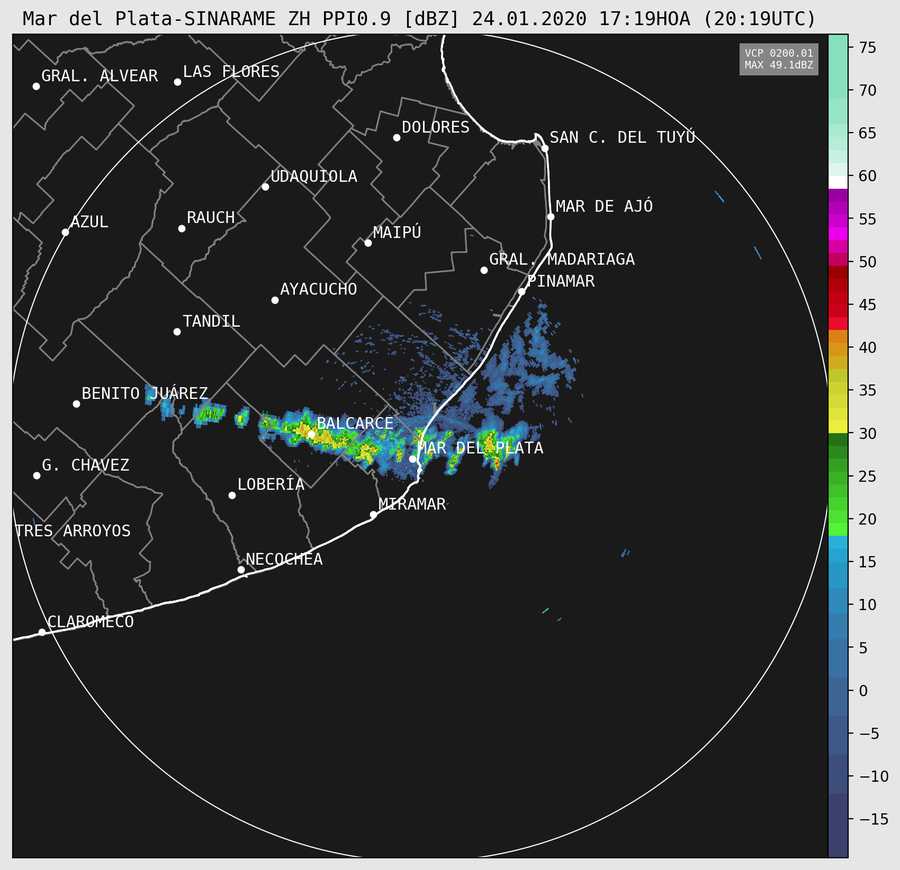 Mar del Plata-SINARAME ZH PPI0.9 [dBZ] 24.01.2020 17:19HOA (20:19UTC)
VCP 0200.01
MAX 49.1dBZ
GRAL. ALVEAR
LAS FLORES
DOLORES
SAN C. DEL TUYÚ
UDAQUIOLA
MAR DE AJÓ
AZUL
RAUCH
MAIPÚ
GRAL. MADARIAGA
PINAMAR
AYACUCHO
TANDIL
BENITO JUÁREZ
BALCARCE
MAR DEL PLATA
G. CHAVEZ
LOBERÍA
MIRAMAR
TRES ARROYOS
NECOCHEA
CLAROMECO
75
70
65
60
55
50
45
40
35
30
25
20
15
10
5
0
−5
−10
−15